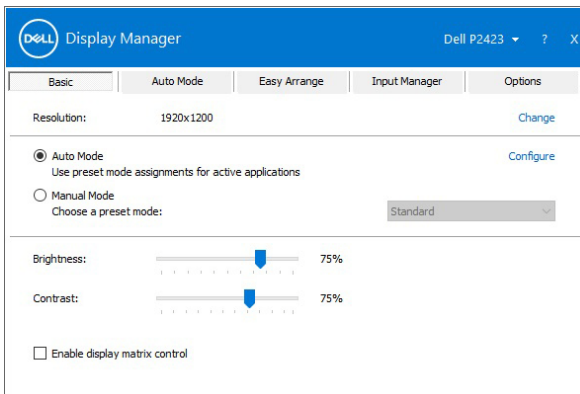 DELL Display Manager Dell P2423 ? X
Basic Auto Mode Easy Arrange Input Manager Options
Resolution: 1920x1200 Change
Auto Mode Configure
Use preset mode assignments for active applications
Manual Mode
Choose a preset mode: Standard
Brightness: 75%
Contrast: 75%
Enable display matrix control